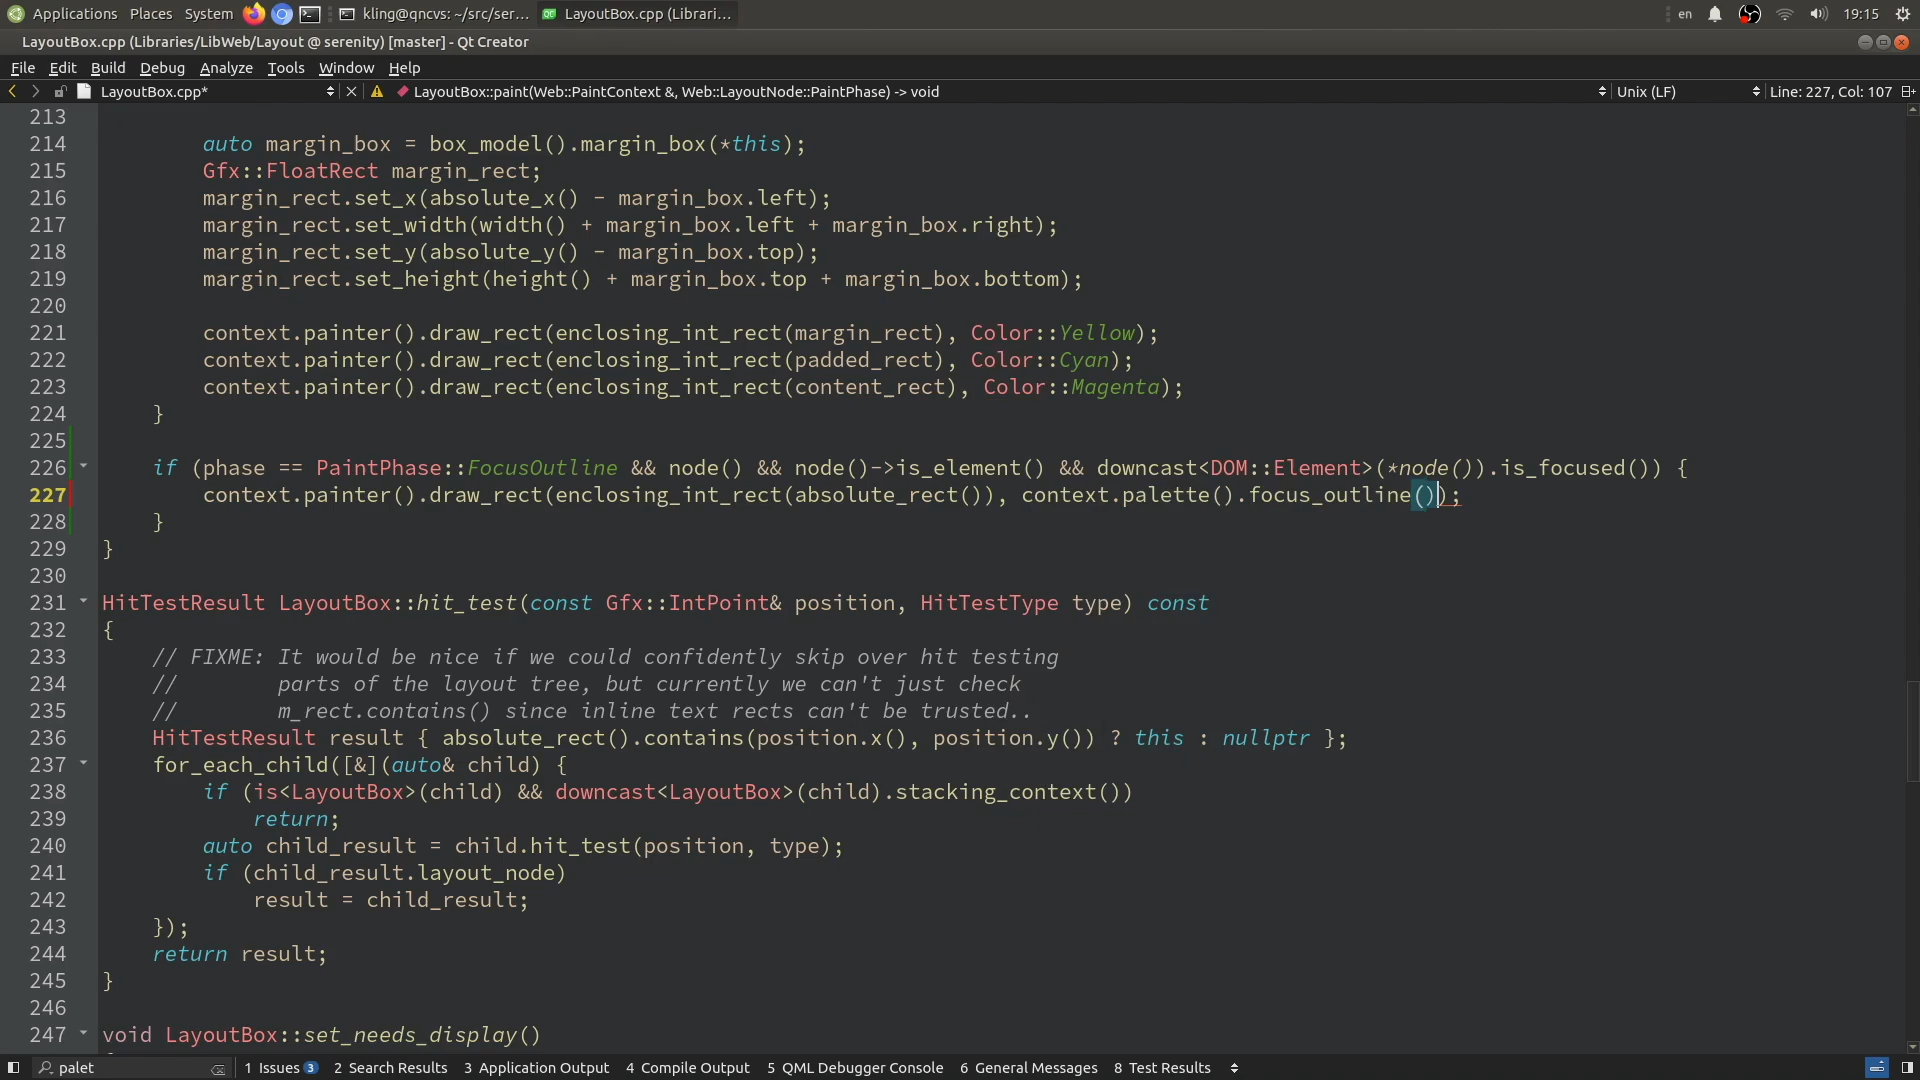 Applications Places System kling@qncvs: ~/src/ser... LayoutBox.cpp (Librari... en 19:15
LayoutBox.cpp (Libraries/LibWeb/Layout @ serenity) [master] - Qt Creator
File Edit Build Debug Analyze Tools Window Help
LayoutBox.cpp* LayoutBox::paint(Web::PaintContext &, Web::LayoutNode::PaintPhase) -> void Unix (LF) Line: 227, Col: 107
213
214 auto margin_box = box_model().margin_box(*this);
215 Gfx::FloatRect margin_rect;
216 margin_rect.set_x(absolute_x() - margin_box.left);
217 margin_rect.set_width(width() + margin_box.left + margin_box.right);
218 margin_rect.set_y(absolute_y() - margin_box.top);
219 margin_rect.set_height(height() + margin_box.top + margin_box.bottom);
220
221 context.painter().draw_rect(enclosing_int_rect(margin_rect), Color::Yellow);
222 context.painter().draw_rect(enclosing_int_rect(padded_rect), Color::Cyan);
223 context.painter().draw_rect(enclosing_int_rect(content_rect), Color::Magenta);
224 }
225
226 if (phase == PaintPhase::FocusOutline && node() && node()->is_element() && downcast<DOM::Element>(*node()).is_focused()) {
227 context.painter().draw_rect(enclosing_int_rect(absolute_rect()), context.palette().focus_outline());
228 }
229 }
230
231 HitTestResult LayoutBox::hit_test(const Gfx::IntPoint& position, HitTestType type) const
232 {
233 // FIXME: It would be nice if we could confidently skip over hit testing
234 // parts of the layout tree, but currently we can't just check
235 // m_rect.contains() since inline text rects can't be trusted..
236 HitTestResult result { absolute_rect().contains(position.x(), position.y()) ? this : nullptr };
237 for_each_child([&](auto& child) {
238 if (is<LayoutBox>(child) && downcast<LayoutBox>(child).stacking_context())
239 return;
240 auto child_result = child.hit_test(position, type);
241 if (child_result.layout_node)
242 result = child_result;
243 });
244 return result;
245 }
246
247 void LayoutBox::set_needs_display()
palet 1 Issues 3 2 Search Results 3 Application Output 4 Compile Output 5 QML Debugger Console 6 General Messages 8 Test Results